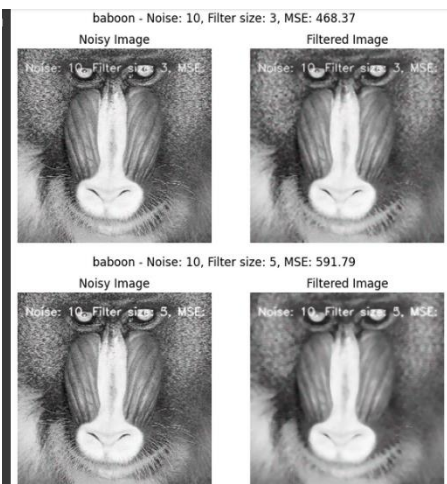 baboon - Noise: 10, Filter size: 3, MSE: 468.37
Noisy Image
Filtered Image
Noise: 10, Filter size: 3, MSE:
Noise: 10, Filter size: 3, MSE:
baboon - Noise: 10, Filter size: 5, MSE: 591.79
Noisy Image
Filtered Image
Noise: 10, Filter size: 5, MSE:
Noise: 10, Filter size: 5, MSE: